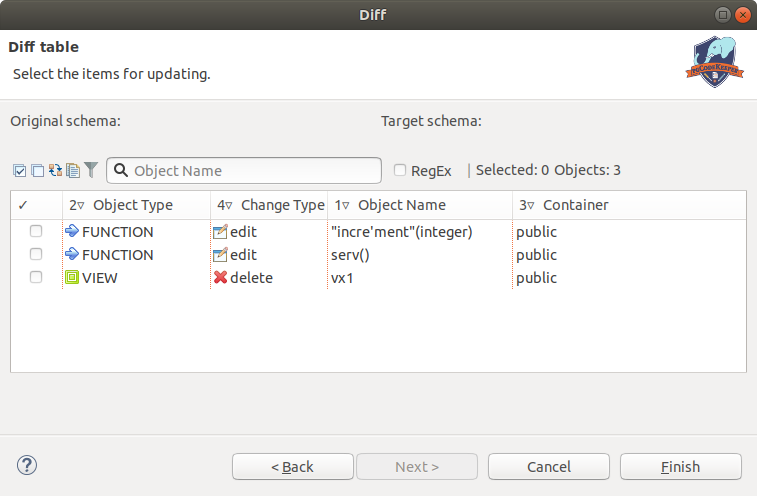 Diff
Diff table
Select the items for updating.
pgCodeKeeper
Original schema: Target schema:
Object Name RegEx | Selected: 0 Objects: 3
✓ 2▽ Object Type 4▽ Change Type 1▽ Object Name 3▽ Container
FUNCTION edit "incre'ment"(integer) public
FUNCTION edit serv() public
VIEW delete vx1 public
? < Back Next > Cancel Finish